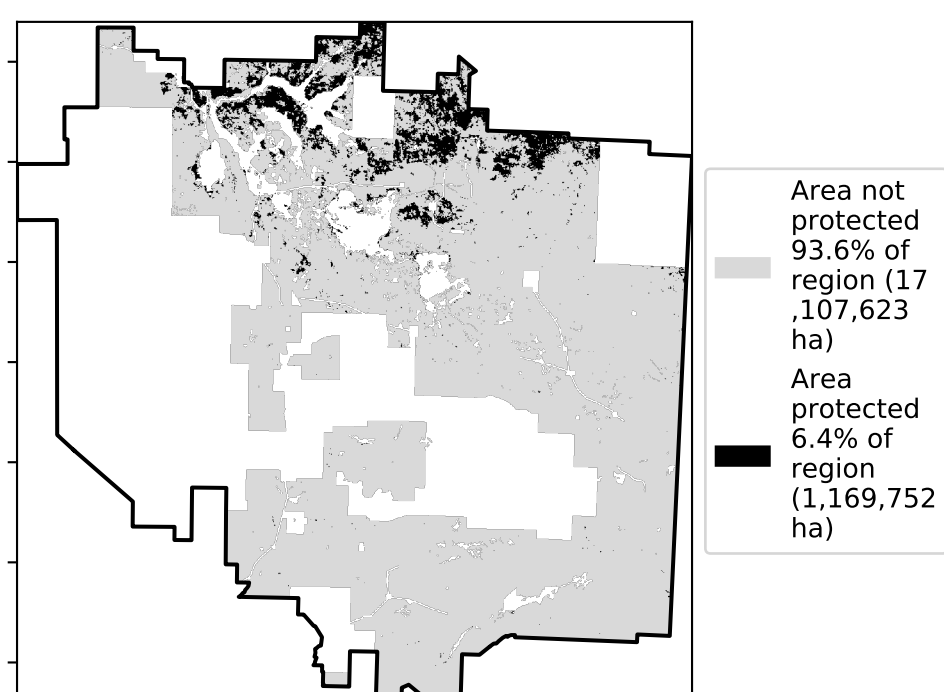 Area not
protected
93.6% of
region (17
,107,623
ha)
Area
protected
6.4% of
region
(1,169,752
ha)